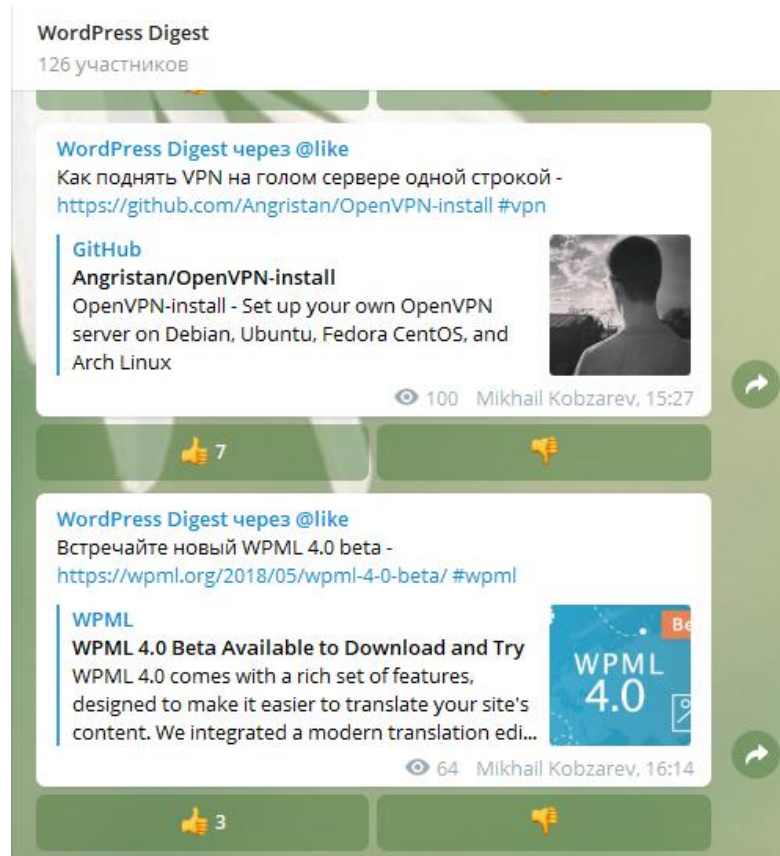 WordPress Digest
126 участников
WordPress Digest через @like
Как поднять VPN на голом сервере одной строкой -
https://github.com/Angristan/OpenVPN-install #vpn
GitHub
Angristan/OpenVPN-install
OpenVPN-install - Set up your own OpenVPN
server on Debian, Ubuntu, Fedora CentOS, and
Arch Linux
100 Mikhail Kobzarev, 15:27
7
WordPress Digest через @like
Встречайте новый WPML 4.0 beta -
https://wpml.org/2018/05/wpml-4-0-beta/ #wpml
WPML
WPML 4.0 Beta Available to Download and Try
WPML 4.0 comes with a rich set of features,
designed to make it easier to translate your site's
content. We integrated a modern translation edi...
Be
WPML
4.0
64 Mikhail Kobzarev, 16:14
3